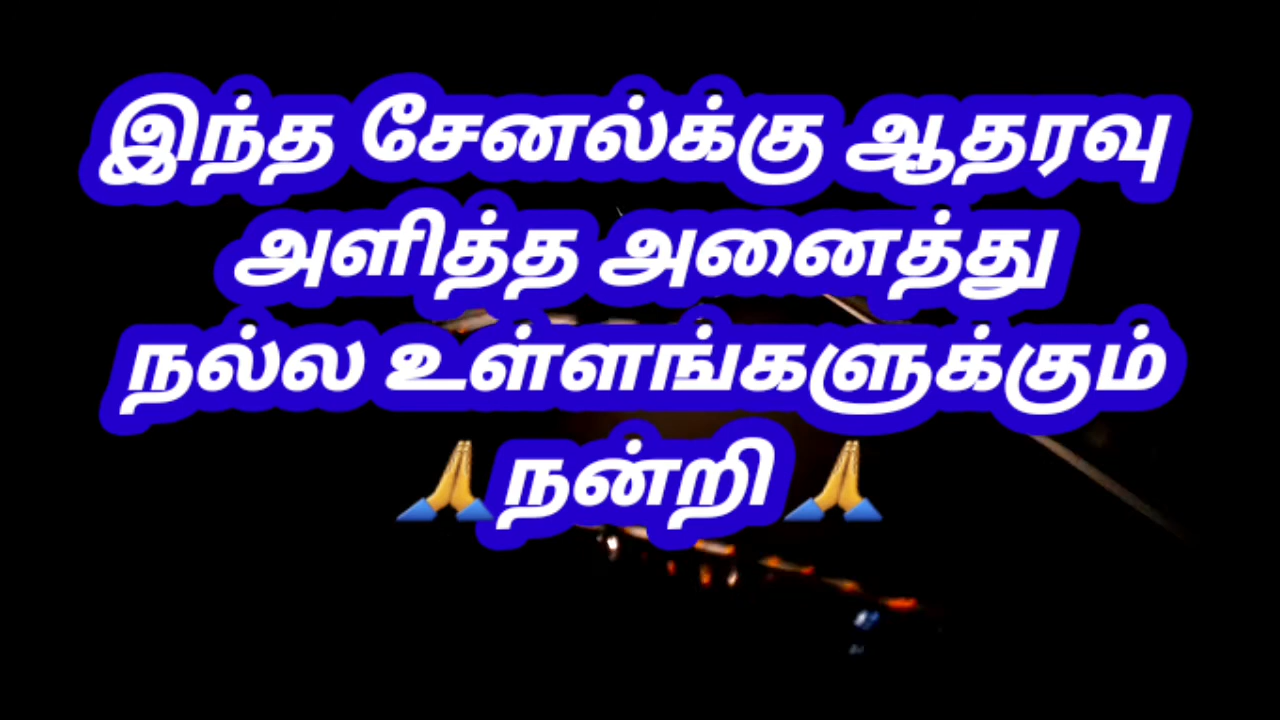 இந்த சேனல்க்கு ஆதரவு
அளித்த அனைத்து
நல்ல உள்ளங்களுக்கும்
🙏நன்றி 🙏